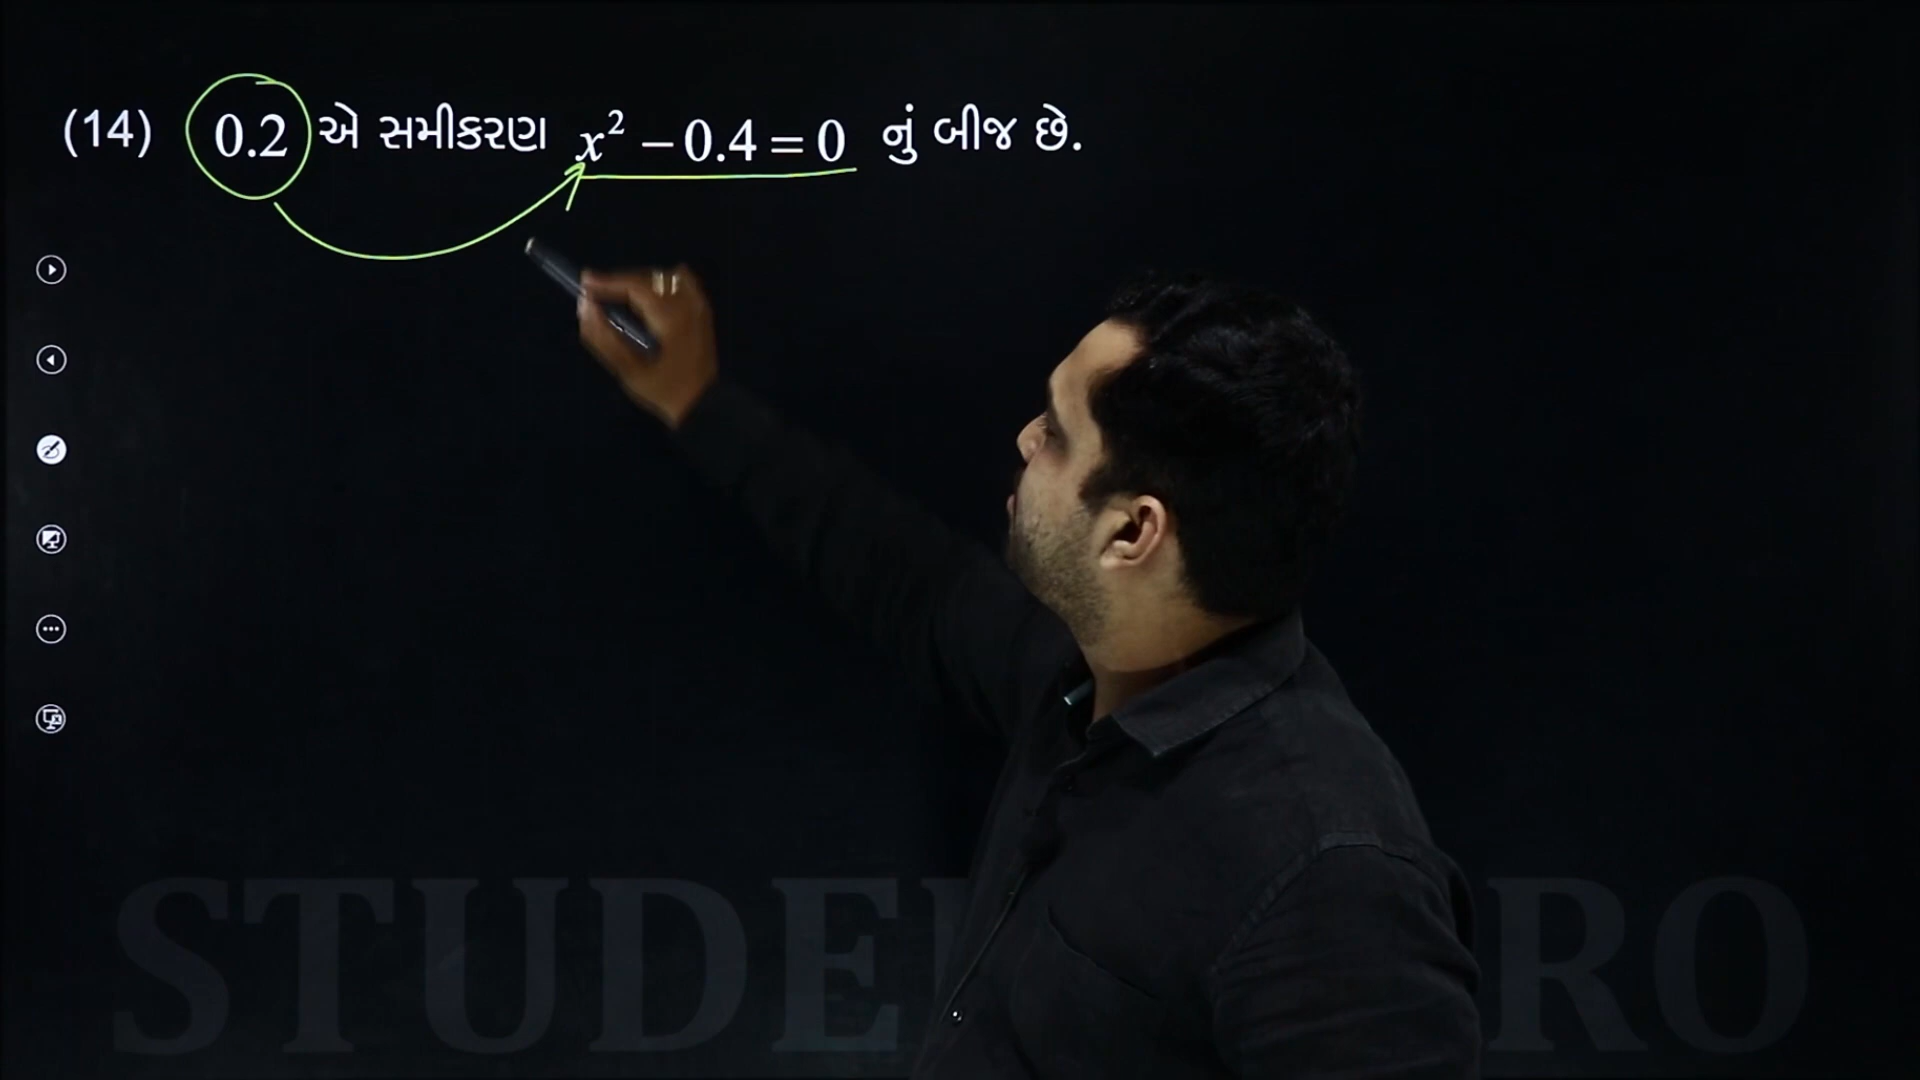 (14) 0.2 એ સમીકરણ x² – 0.4 = 0 નું બીજ છે.